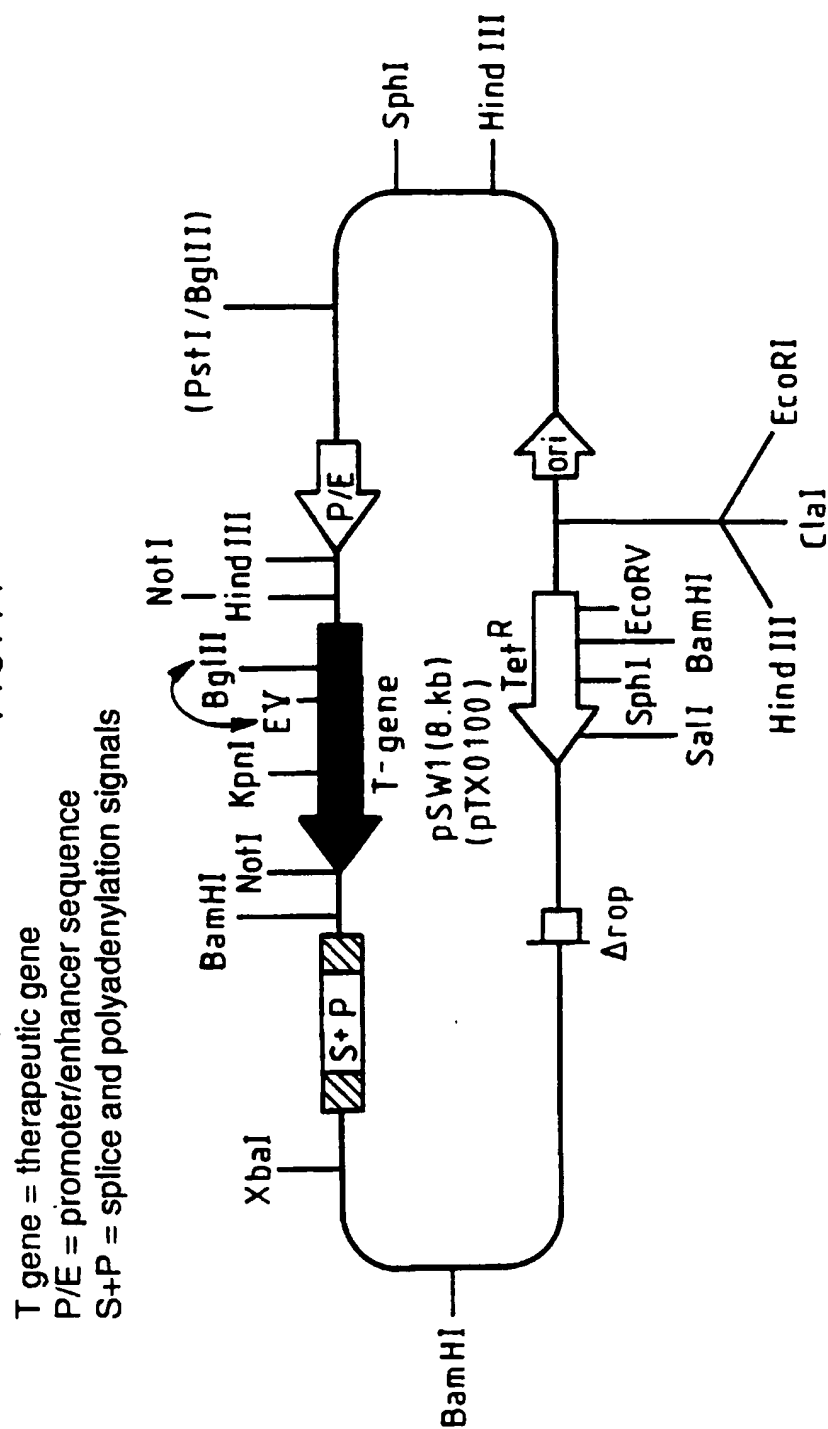 T gene = therapeutic gene
P/E = piromoter/enhancer sequence
S+P = splice and polyadenylation signals
XbaI
BamHI
NotI
KpnI
EV
BglII
NotI
Hind III
(PstI/BglII)
S+ P
T-gene
P/E
SphI
Hind III
BamHI
pSW1(8.kb)
(pTX0100)
TetR
ori
Δrop
SalI
SphI
BamHI
EcoRV
Hind III
ClaI
EcoRI